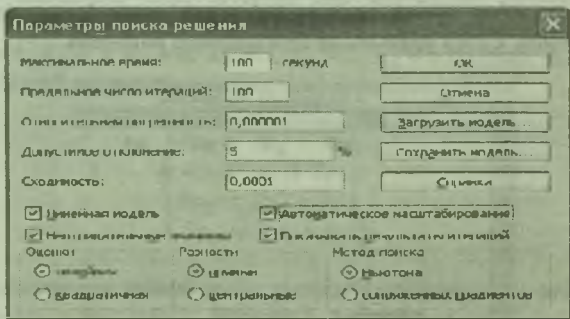 Параметры поиска решения
Максимальное время: 100 секунд ОК
Предельное число итераций: 100 Отмена
Относительная погрешность: 0,000001 Загрузить модель...
Допустимое отклонение: 5 % Сохранить модель...
Сходимость: 0,0001 Справка
Линейная модель Автоматическое масштабирование
Неотрицательные Показывать результаты итераций
Оценки Разности Метод поиска
прямые Ньютона
квадратичная центральные сопряженных градиентов